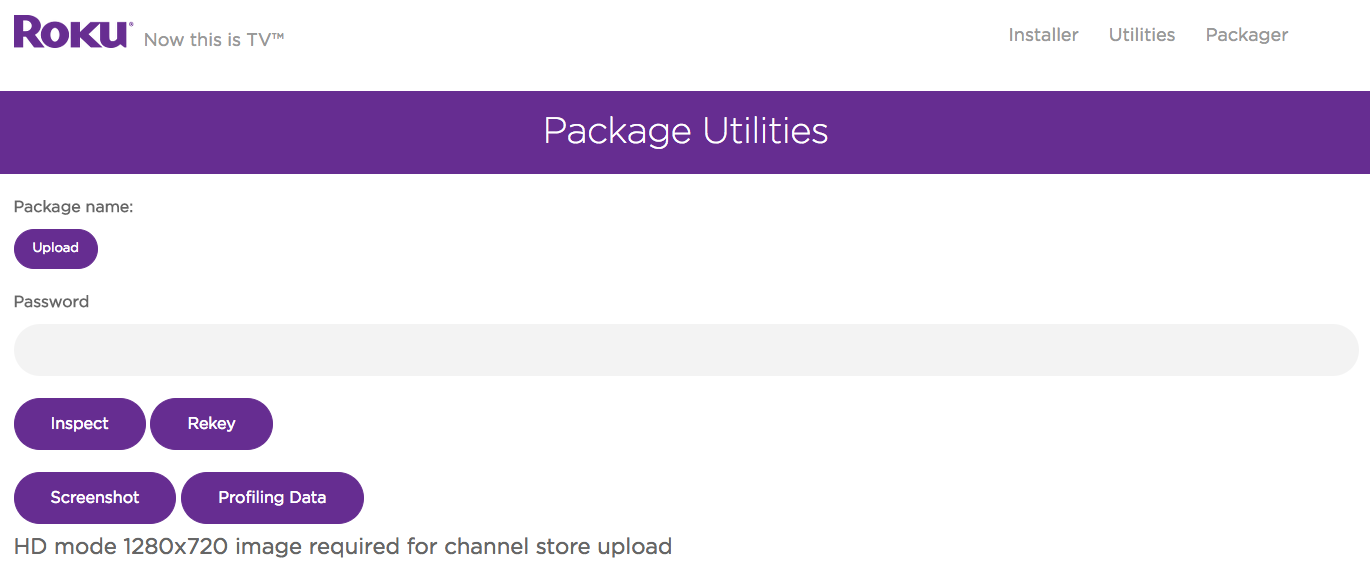 Roku® Now this is TV™
Installer Utilities Packager
Package Utilities
Package name:
Upload
Password
Inspect Rekey
Screenshot Profiling Data
HD mode 1280x720 image required for channel store upload